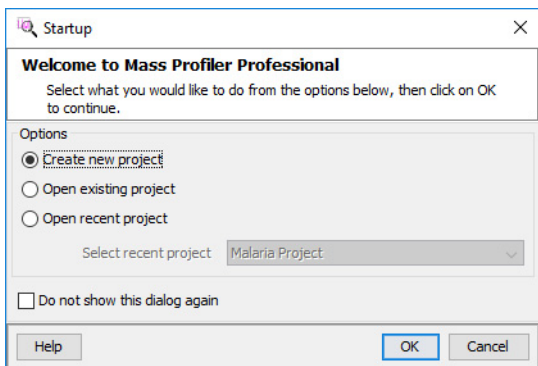 Startup
Welcome to Mass Profiler Professional
Select what you would like to do from the options below, then click on OK
to continue.
Options
Create new project
Open existing project
Open recent project
Select recent project Malaria Project
Do not show this dialog again
Help OK Cancel